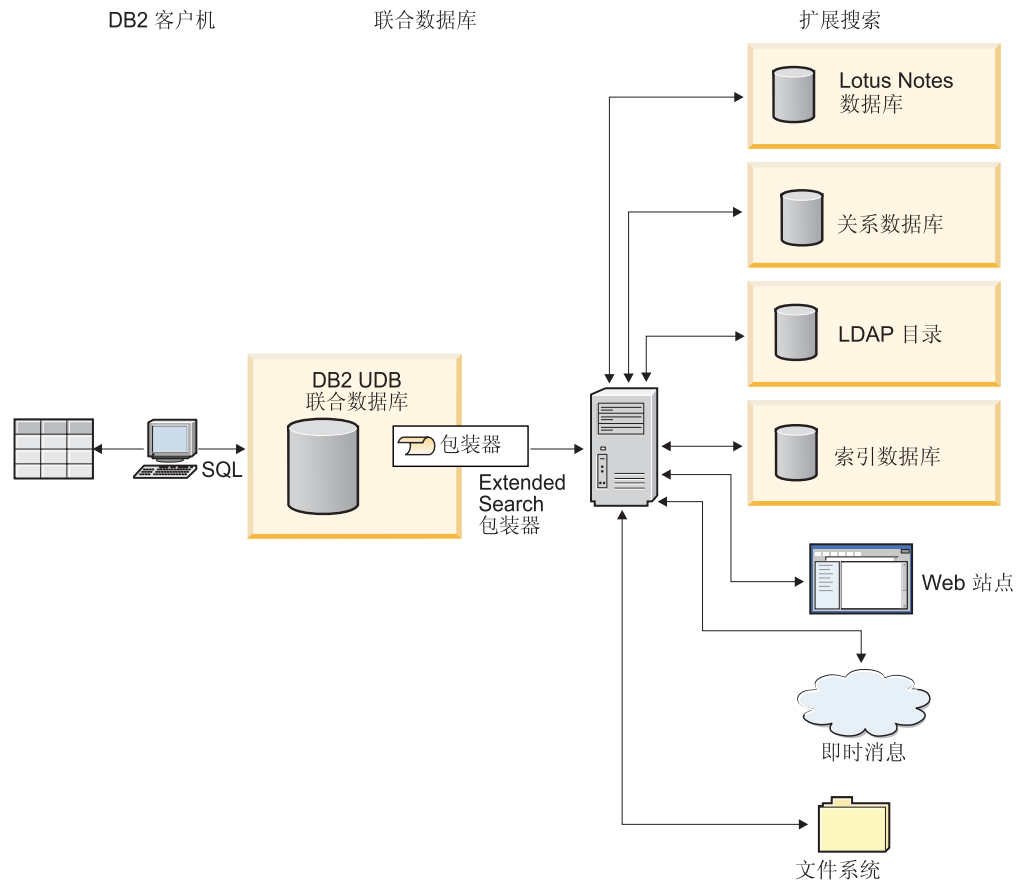 DB2 客户机
联合数据库
扩展搜索
Lotus Notes
数据库
关系数据库
LDAP 目录
DB2 UDB
联合数据库
包装器
SQL
Extended
Search
包装器
索引数据库
Web 站点
即时消息
文件系统